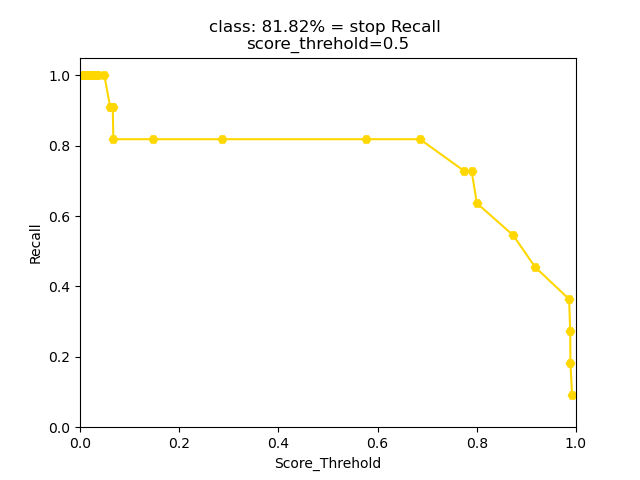 class: 81.82% = stop Recall
score_threhold=0.5
1.0
0.8
0.6
0.4
0.2
0.0
Recall
0.0 0.2 0.4 0.6 0.8 1.0
Score_Threhold